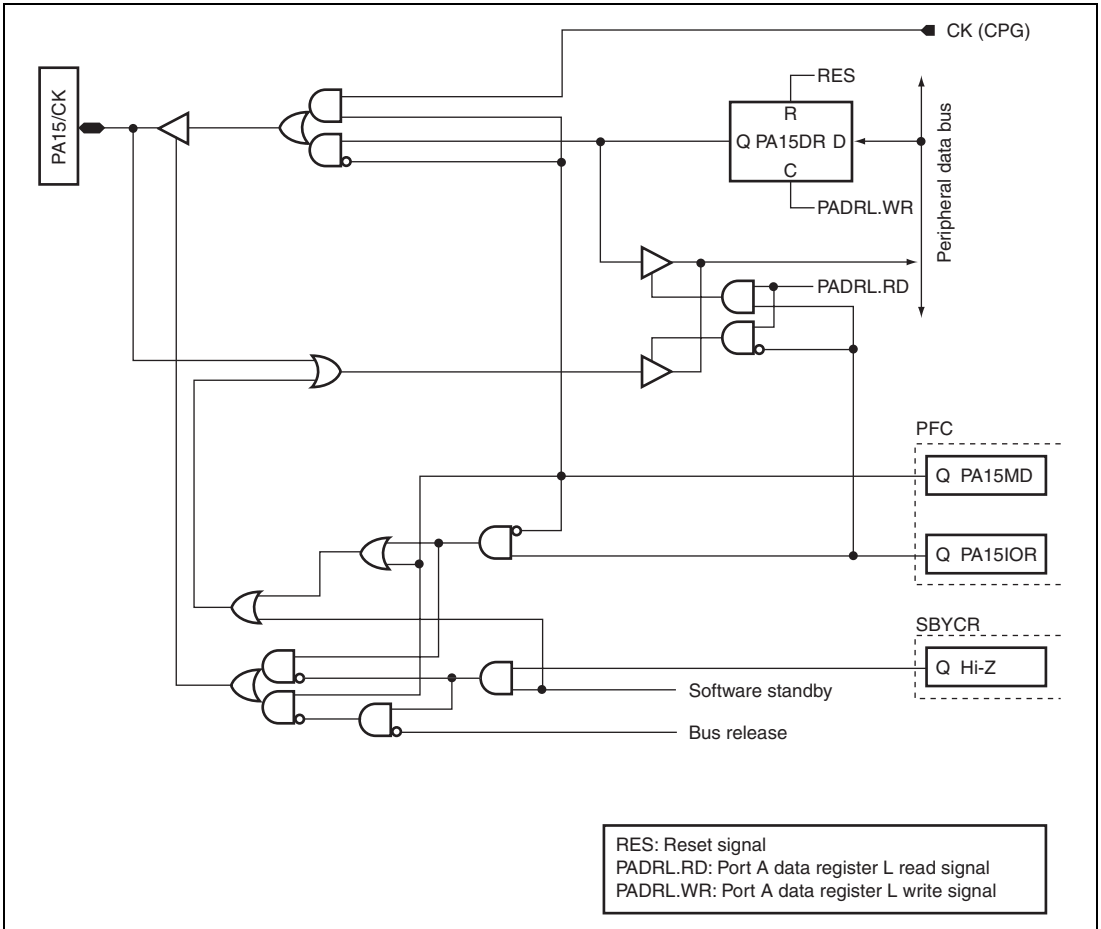 CK (CPG)
PA15/CK
RES
R
Q PA15DR D
C
PADRL.WR
Peripheral data bus
PADRL.RD
PFC
Q PA15MD
Q PA15IOR
SBYCR
Q Hi-Z
Software standby
Bus release
RES: Reset signal
PADRL.RD: Port A data register L read signal
PADRL.WR: Port A data register L write signal